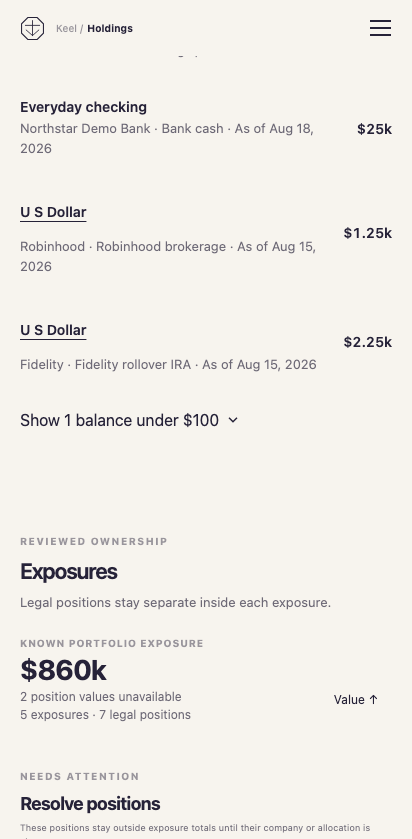 Keel / Holdings
Everyday checking
Northstar Demo Bank · Bank cash · As of Aug 18,
2026
$25k
U S Dollar
Robinhood · Robinhood brokerage · As of Aug 15,
2026
$1.25k
U S Dollar
Fidelity · Fidelity rollover IRA · As of Aug 15, 2026
$2.25k
Show 1 balance under $100
REVIEWED OWNERSHIP
Exposures
Legal positions stay separate inside each exposure.
KNOWN PORTFOLIO EXPOSURE
$860k
2 position values unavailable
5 exposures · 7 legal positions
Value ↑
NEEDS ATTENTION
Resolve positions
These positions stay outside exposure totals until their company or allocation is